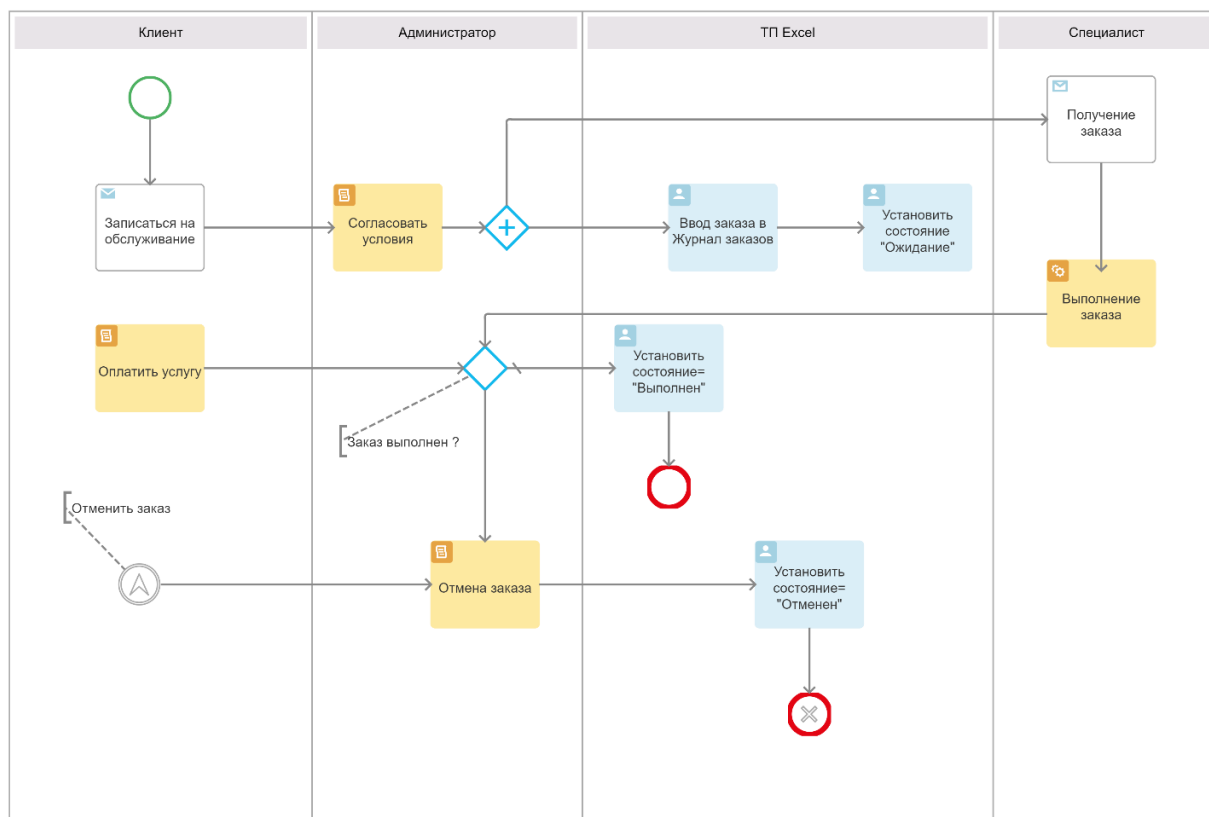 Клиент
Администратор
ТП Excel
Специалист
Получение
заказа
Записаться на
обслуживание
Согласовать
условия
Ввод заказа в
Журнал заказов
Установить
состояние
"Ожидание"
Выполнение
заказа
Оплатить услугу
Установить
состояние=
"Выполнен"
Заказ выполнен ?
Отменить заказ
Отмена заказа
Установить
состояние=
"Отменен"